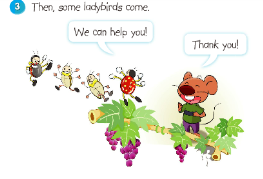 3 Then, some ladybirds come.
We can help you!
Thank you!